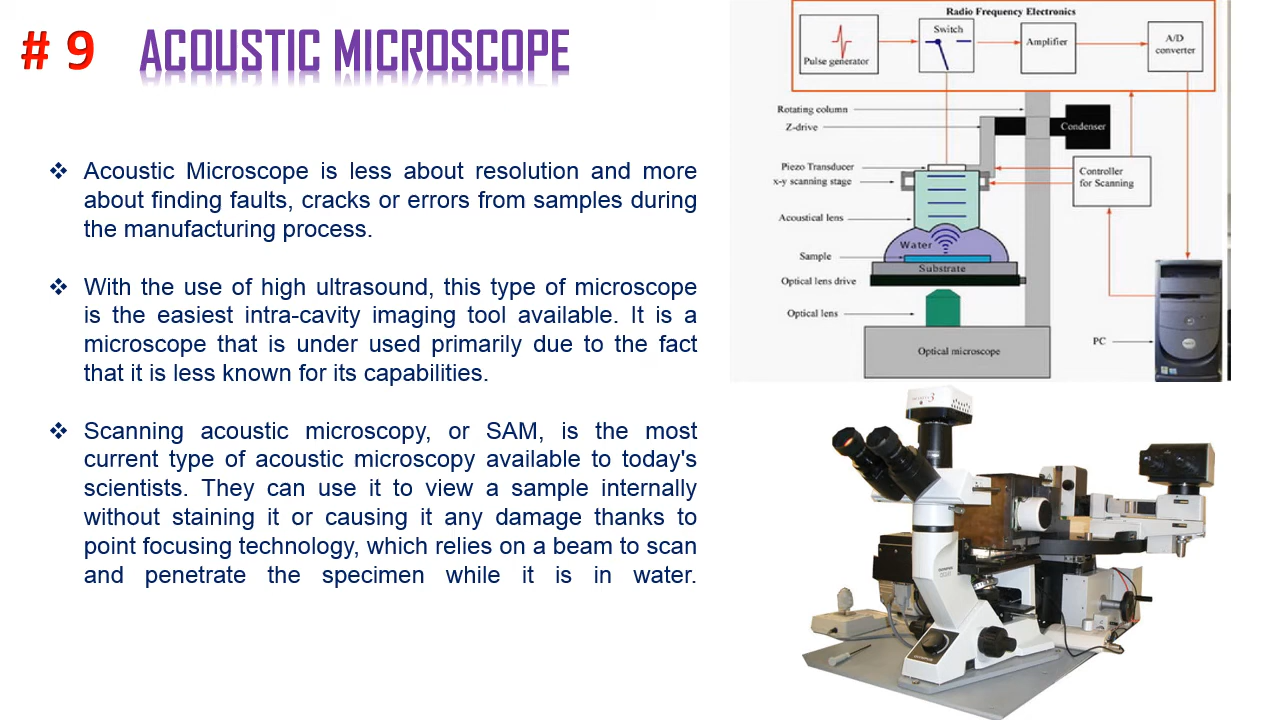 # 9 ACOUSTIC MICROSCOPE
❖ Acoustic Microscope is less about resolution and more
about finding faults, cracks or errors from samples during
the manufacturing process.
❖ With the use of high ultrasound, this type of microscope
is the easiest intra-cavity imaging tool available. It is a
microscope that is under used primarily due to the fact
that it is less known for its capabilities.
❖ Scanning acoustic microscopy, or SAM, is the most
current type of acoustic microscopy available to today's
scientists. They can use it to view a sample internally
without staining it or causing it any damage thanks to
point focusing technology, which relies on a beam to scan
and penetrate the specimen while it is in water.
Radio Frequency Electronics
Pulse generator
Switch
Amplifier
A/D
converter
Rotating column
Z-drive
Condenser
Piezo Transducer
x-y scanning stage
Controller
for Scanning
Acoustical lens
Water
Sample
Substrate
Optical lens drive
Optical lens
Optical microscope
PC
OLYMPUS